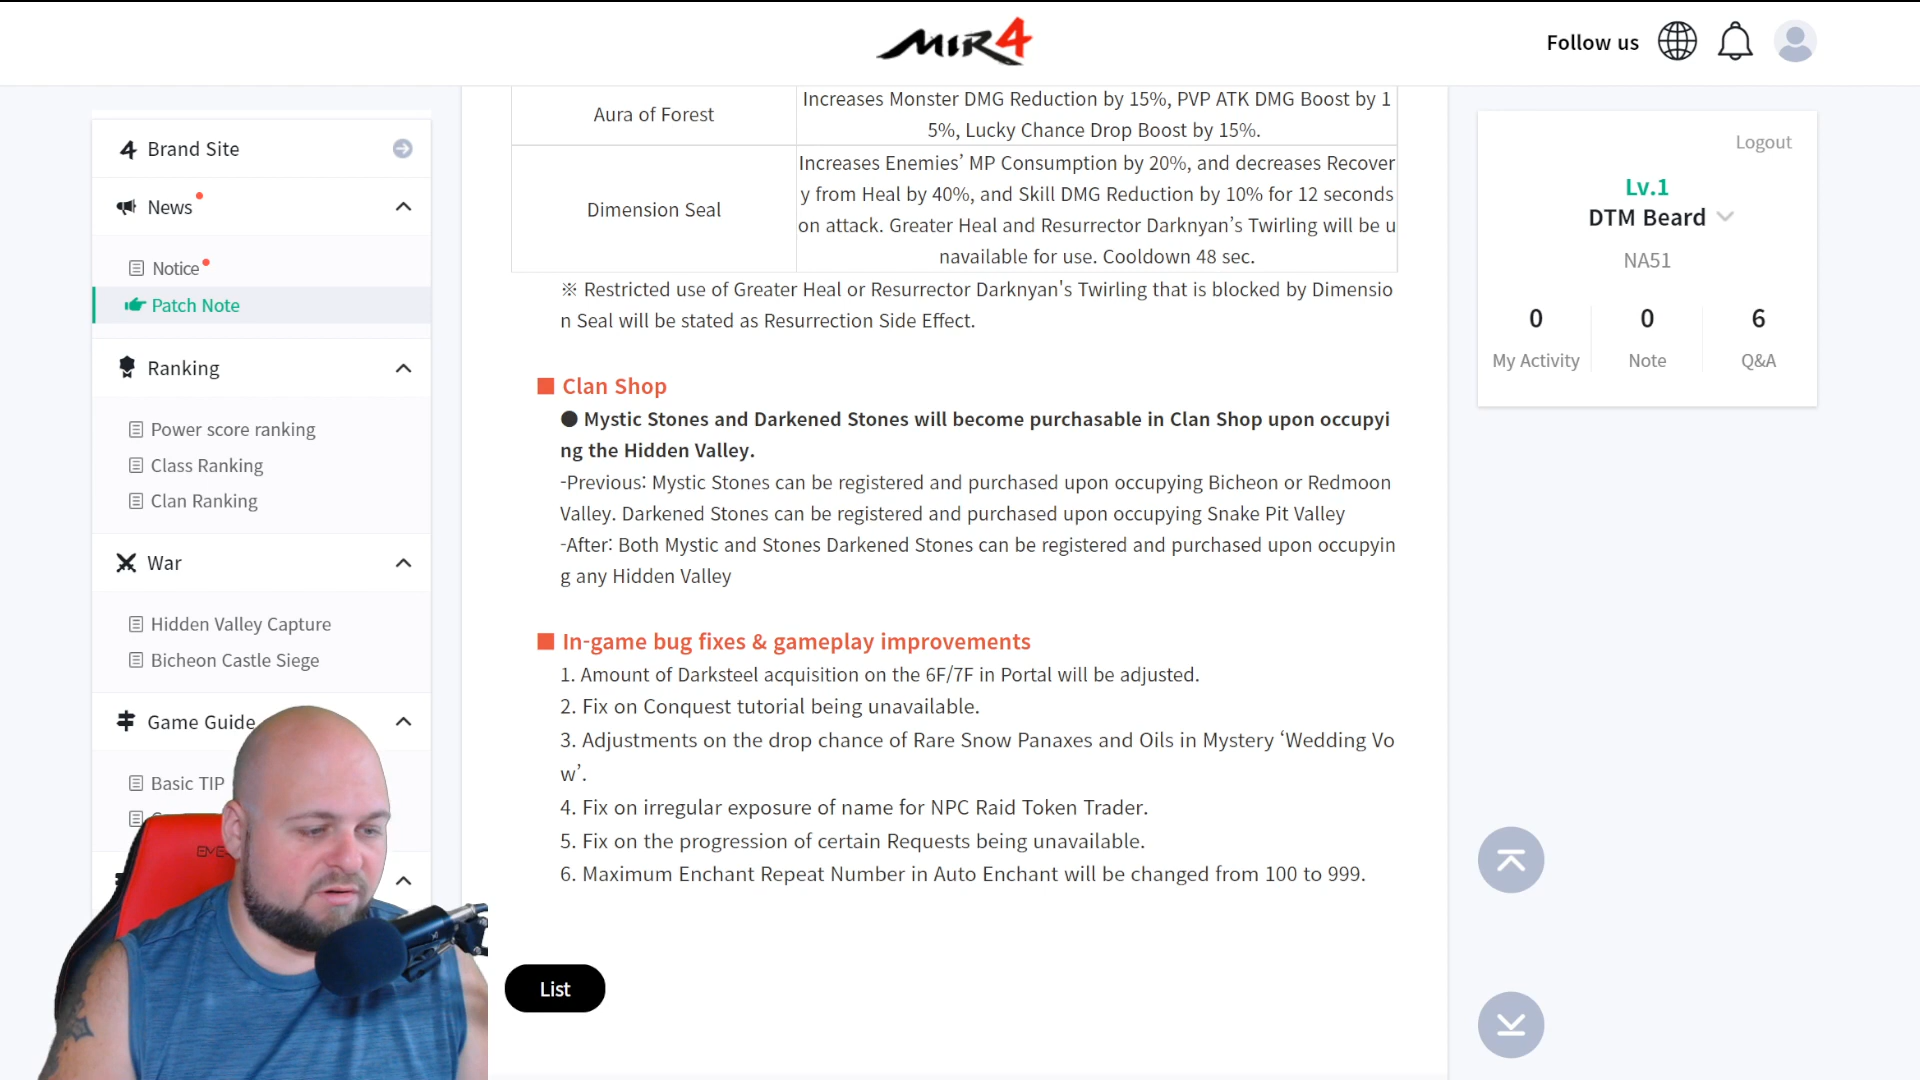 MIR4
Follow us
Brand Site
News
Notice
Patch Note
Ranking
Power score ranking
Class Ranking
Clan Ranking
War
Hidden Valley Capture
Bicheon Castle Siege
Game Guide
Basic TIP
Aura of Forest
Increases Monster DMG Reduction by 15%, PVP ATK DMG Boost by 1
5%, Lucky Chance Drop Boost by 15%.
Dimension Seal
Increases Enemies’ MP Consumption by 20%, and decreases Recover
y from Heal by 40%, and Skill DMG Reduction by 10% for 12 seconds
on attack. Greater Heal and Resurrector Darknyan’s Twirling will be u
navailable for use. Cooldown 48 sec.
※ Restricted use of Greater Heal or Resurrector Darknyan's Twirling that is blocked by Dimensio
n Seal will be stated as Resurrection Side Effect.
■ Clan Shop
● Mystic Stones and Darkened Stones will become purchasable in Clan Shop upon occupyi
ng the Hidden Valley.
-Previous: Mystic Stones can be registered and purchased upon occupying Bicheon or Redmoon
Valley. Darkened Stones can be registered and purchased upon occupying Snake Pit Valley
-After: Both Mystic and Stones Darkened Stones can be registered and purchased upon occupyin
g any Hidden Valley
■ In-game bug fixes & gameplay improvements
1. Amount of Darksteel acquisition on the 6F/7F in Portal will be adjusted.
2. Fix on Conquest tutorial being unavailable.
3. Adjustments on the drop chance of Rare Snow Panaxes and Oils in Mystery ‘Wedding Vo
w’.
4. Fix on irregular exposure of name for NPC Raid Token Trader.
5. Fix on the progression of certain Requests being unavailable.
6. Maximum Enchant Repeat Number in Auto Enchant will be changed from 100 to 999.
List
Logout
Lv.1
DTM Beard
NA51
0 0 6
My Activity Note Q&A